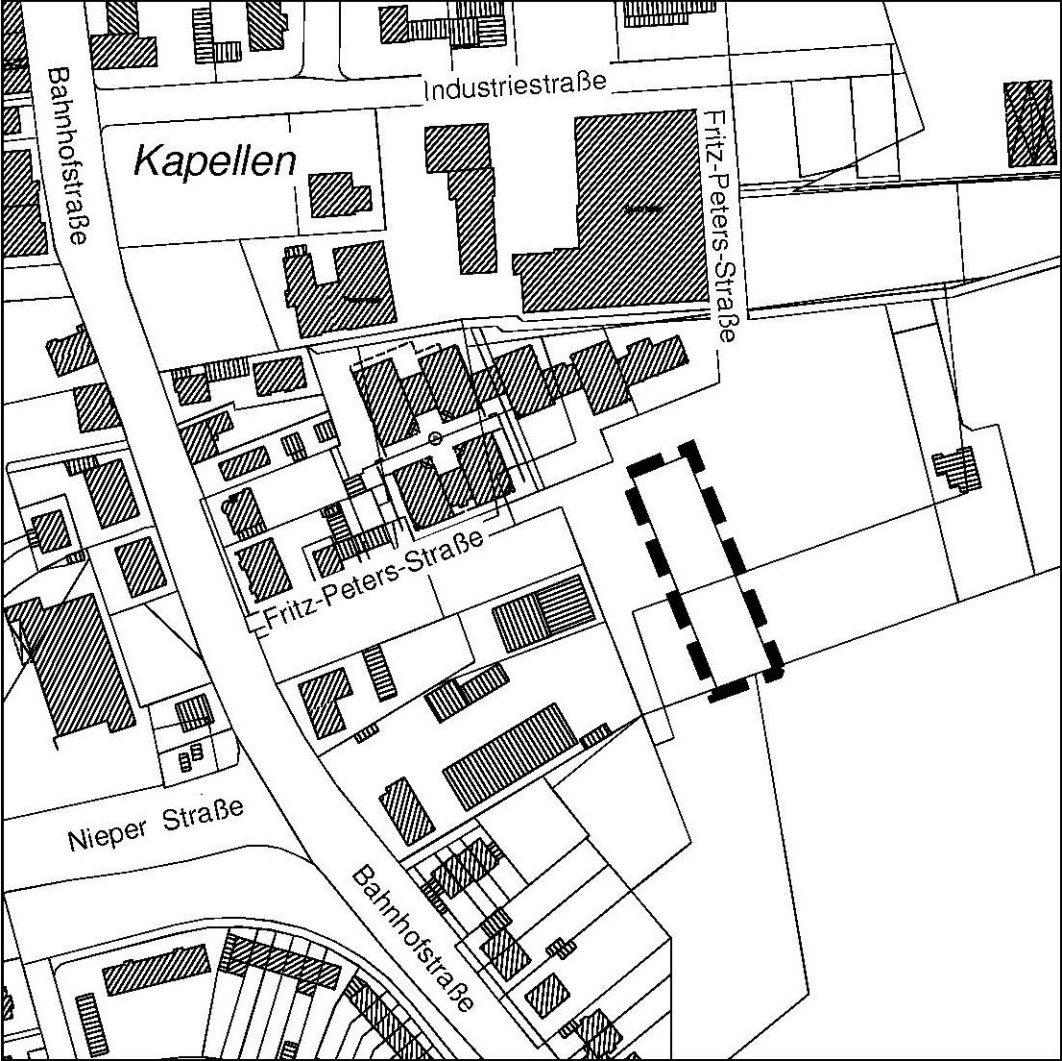 Industriestraße
Bahnhofstraße
Kapellen
Fritz-Peters-Straße
Fritz-Peters-Straße
Nieper Straße
Bahnhofstraße